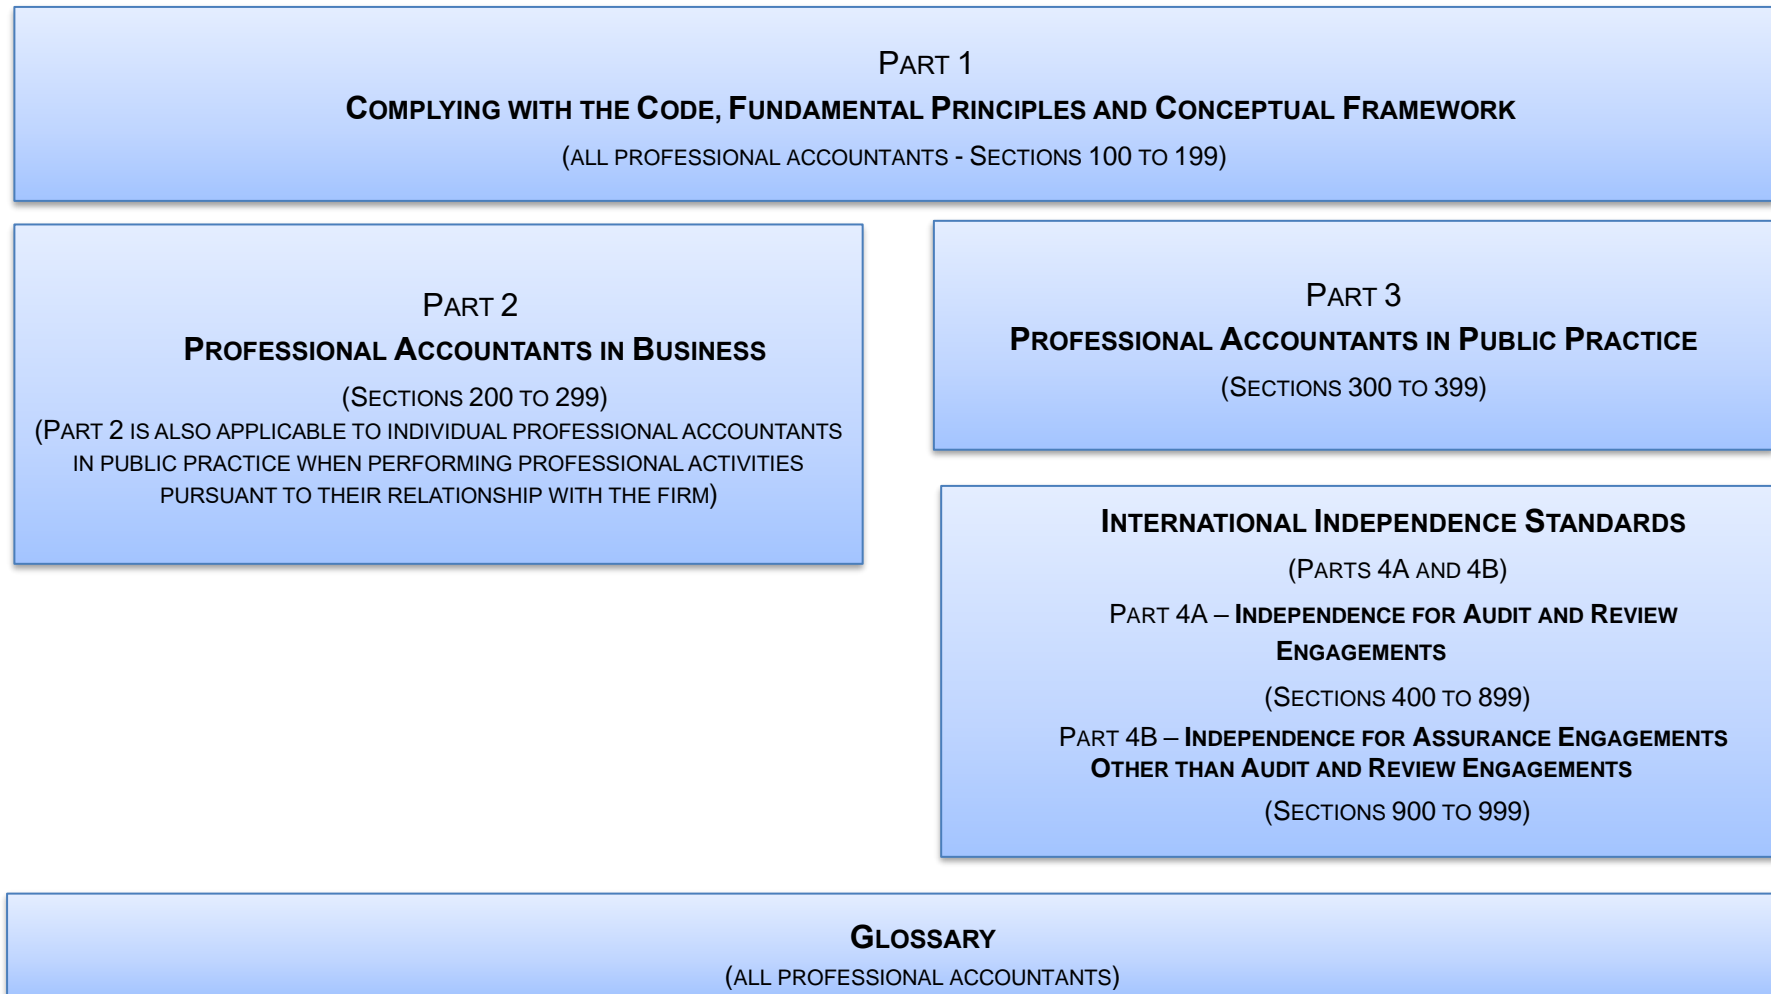 PART 1
COMPLYING WITH THE CODE, FUNDAMENTAL PRINCIPLES AND CONCEPTUAL FRAMEWORK
(ALL PROFESSIONAL ACCOUNTANTS - SECTIONS 100 TO 199)
PART 2
PROFESSIONAL ACCOUNTANTS IN BUSINESS
(SECTIONS 200 TO 299)
(PART 2 IS ALSO APPLICABLE TO INDIVIDUAL PROFESSIONAL ACCOUNTANTS
IN PUBLIC PRACTICE WHEN PERFORMING PROFESSIONAL ACTIVITIES
PURSUANT TO THEIR RELATIONSHIP WITH THE FIRM)
PART 3
PROFESSIONAL ACCOUNTANTS IN PUBLIC PRACTICE
(SECTIONS 300 TO 399)
INTERNATIONAL INDEPENDENCE STANDARDS
(PARTS 4A AND 4B)
PART 4A – INDEPENDENCE FOR AUDIT AND REVIEW
ENGAGEMENTS
(SECTIONS 400 TO 899)
PART 4B – INDEPENDENCE FOR ASSURANCE ENGAGEMENTS
OTHER THAN AUDIT AND REVIEW ENGAGEMENTS
(SECTIONS 900 TO 999)
GLOSSARY
(ALL PROFESSIONAL ACCOUNTANTS)